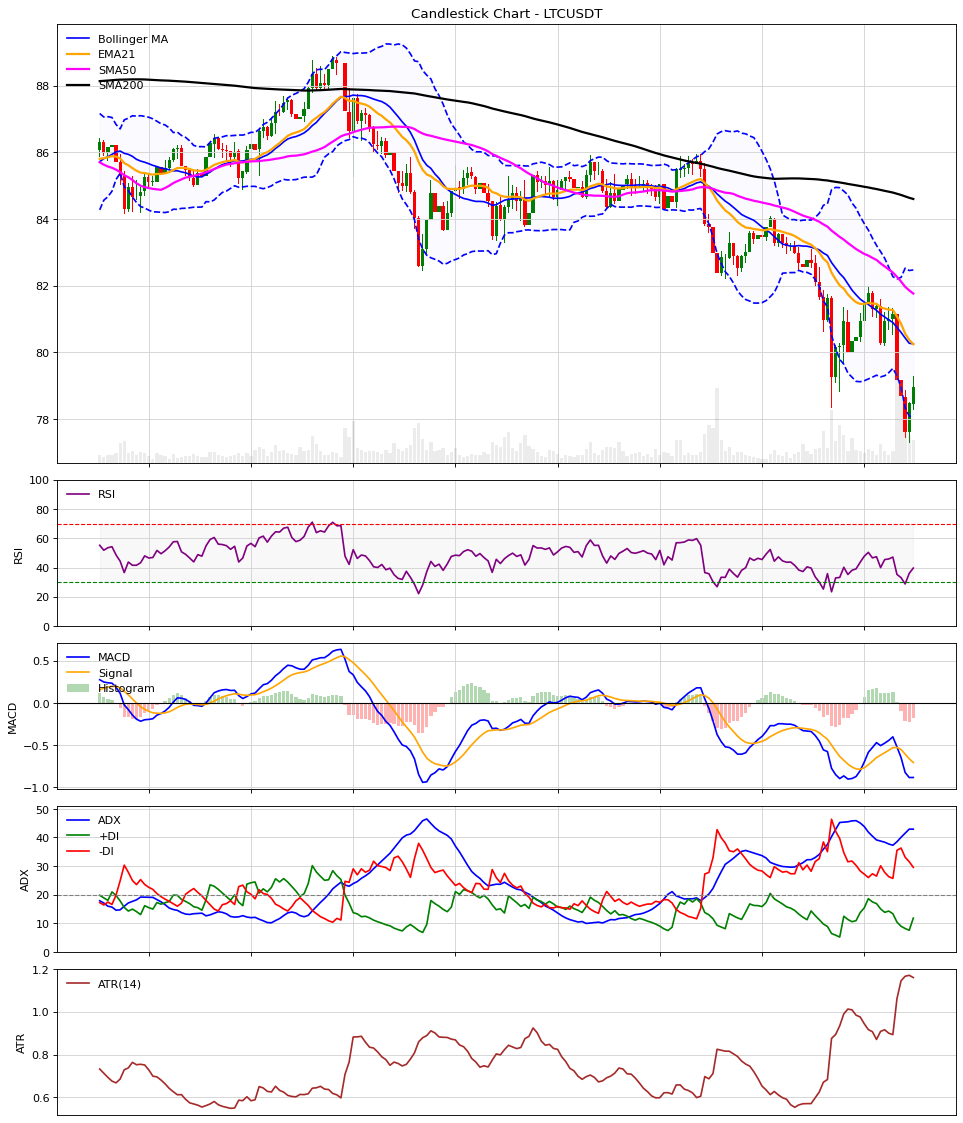 Candlestick Chart - LTCUSDT
Bollinger MA
EMA21
SMA50
SMA200
88
86
84
82
80
78
RSI
100
80
60
40
20
0
RSI
MACD
Signal
Histogram
0.5
0.0
−0.5
−1.0
MACD
ADX
+DI
-DI
50
40
30
20
10
0
ADX
ATR(14)
1.2
1.0
0.8
0.6
ATR